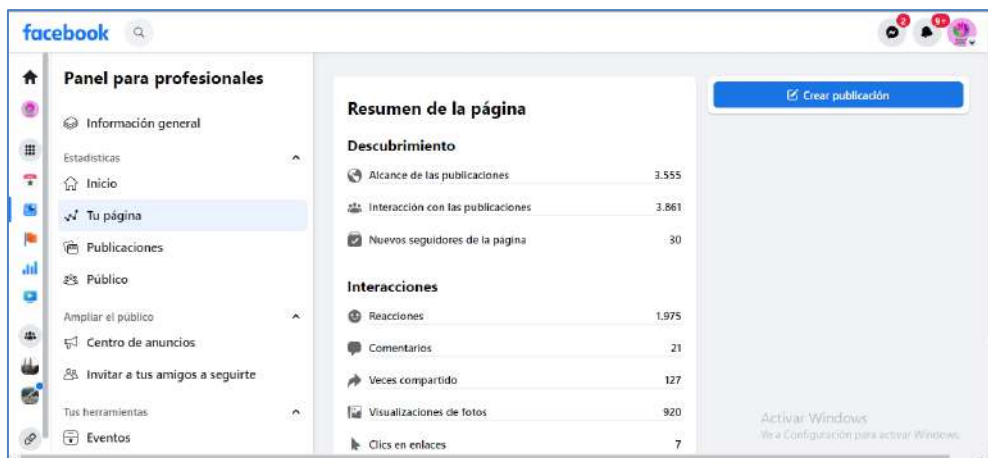 facebook
2
9+
Panel para profesionales
Información general
Estadísticas
Inicio
Tu página
Publicaciones
Público
Ampliar el público
Centro de anuncios
Invitar a tus amigos a seguirte
Tus herramientas
Eventos
Resumen de la página
Descubrimiento
Alcance de las publicaciones 3.555
Interacción con las publicaciones 3.861
Nuevos seguidores de la página 30
Interacciones
Reacciones 1.975
Comentarios 21
Veces compartido 127
Visualizaciones de fotos 920
Clics en enlaces 7
Crear publicación
Activar Windows
Ve a Configuración para activar Windows.